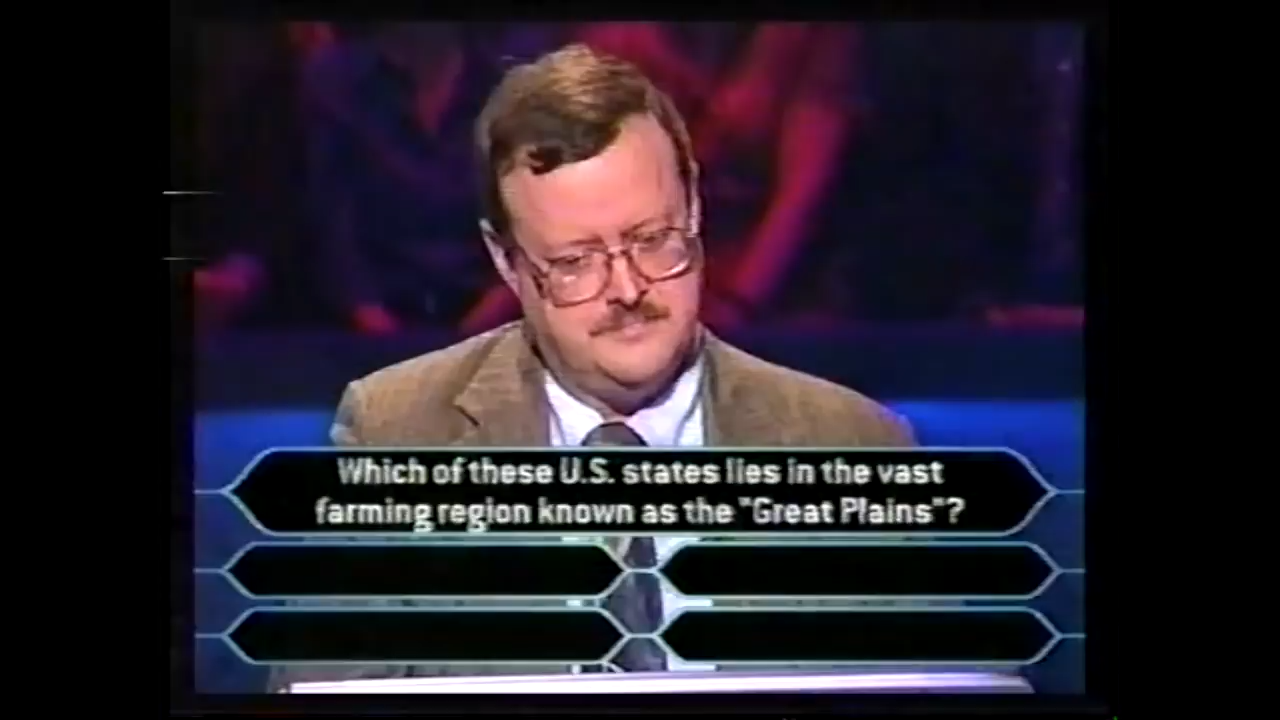 Which of these U.S. states lies in the vast
farming region known as the "Great Plains"?